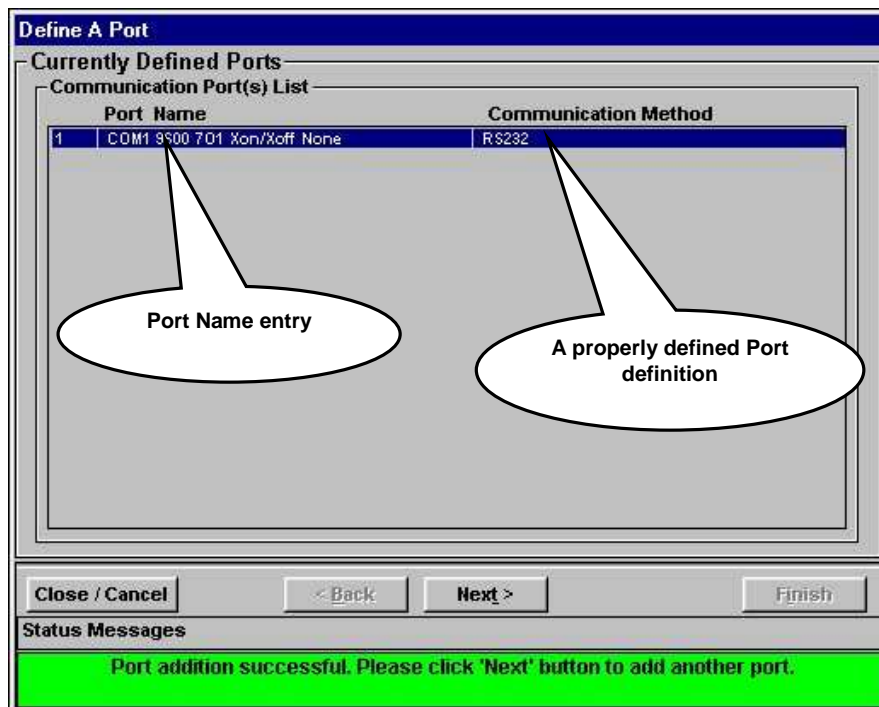 Define A Port
Currently Defined Ports
Communication Port(s) List
Port Name Communication Method
1 COM1 9600 7O1 Xon/Xoff None RS232
Port Name entry
A properly defined Port
definition
Close / Cancel < Back Next > Finish
Status Messages
Port addition successful. Please click 'Next' button to add another port.